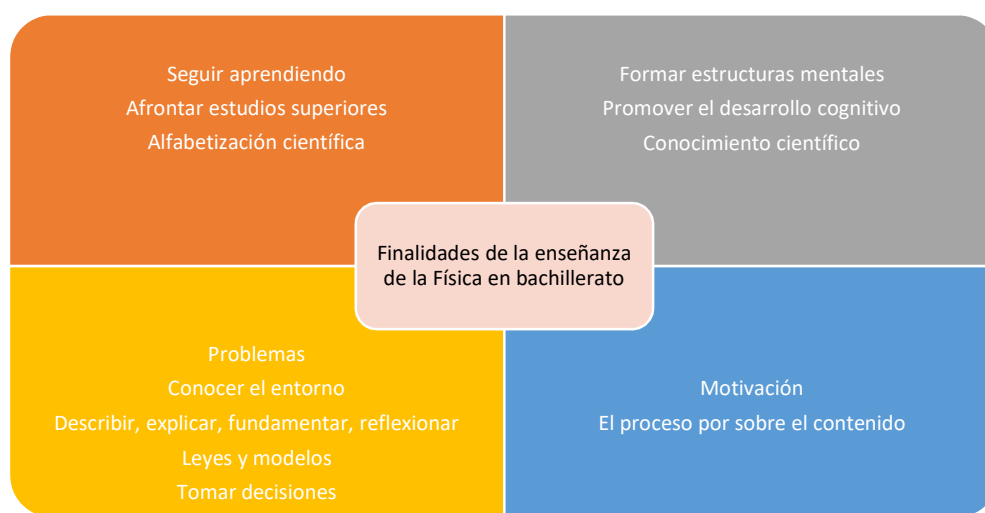 Seguir aprendiendo
Afrontar estudios superiores
Alfabetización científica
Formar estructuras mentales
Promover el desarrollo cognitivo
Conocimiento científico
Finalidades de la enseñanza
de la Física en bachillerato
Problemas
Conocer el entorno
Describir, explicar, fundamentar, reflexionar
Leyes y modelos
Tomar decisiones
Motivación
El proceso por sobre el contenido